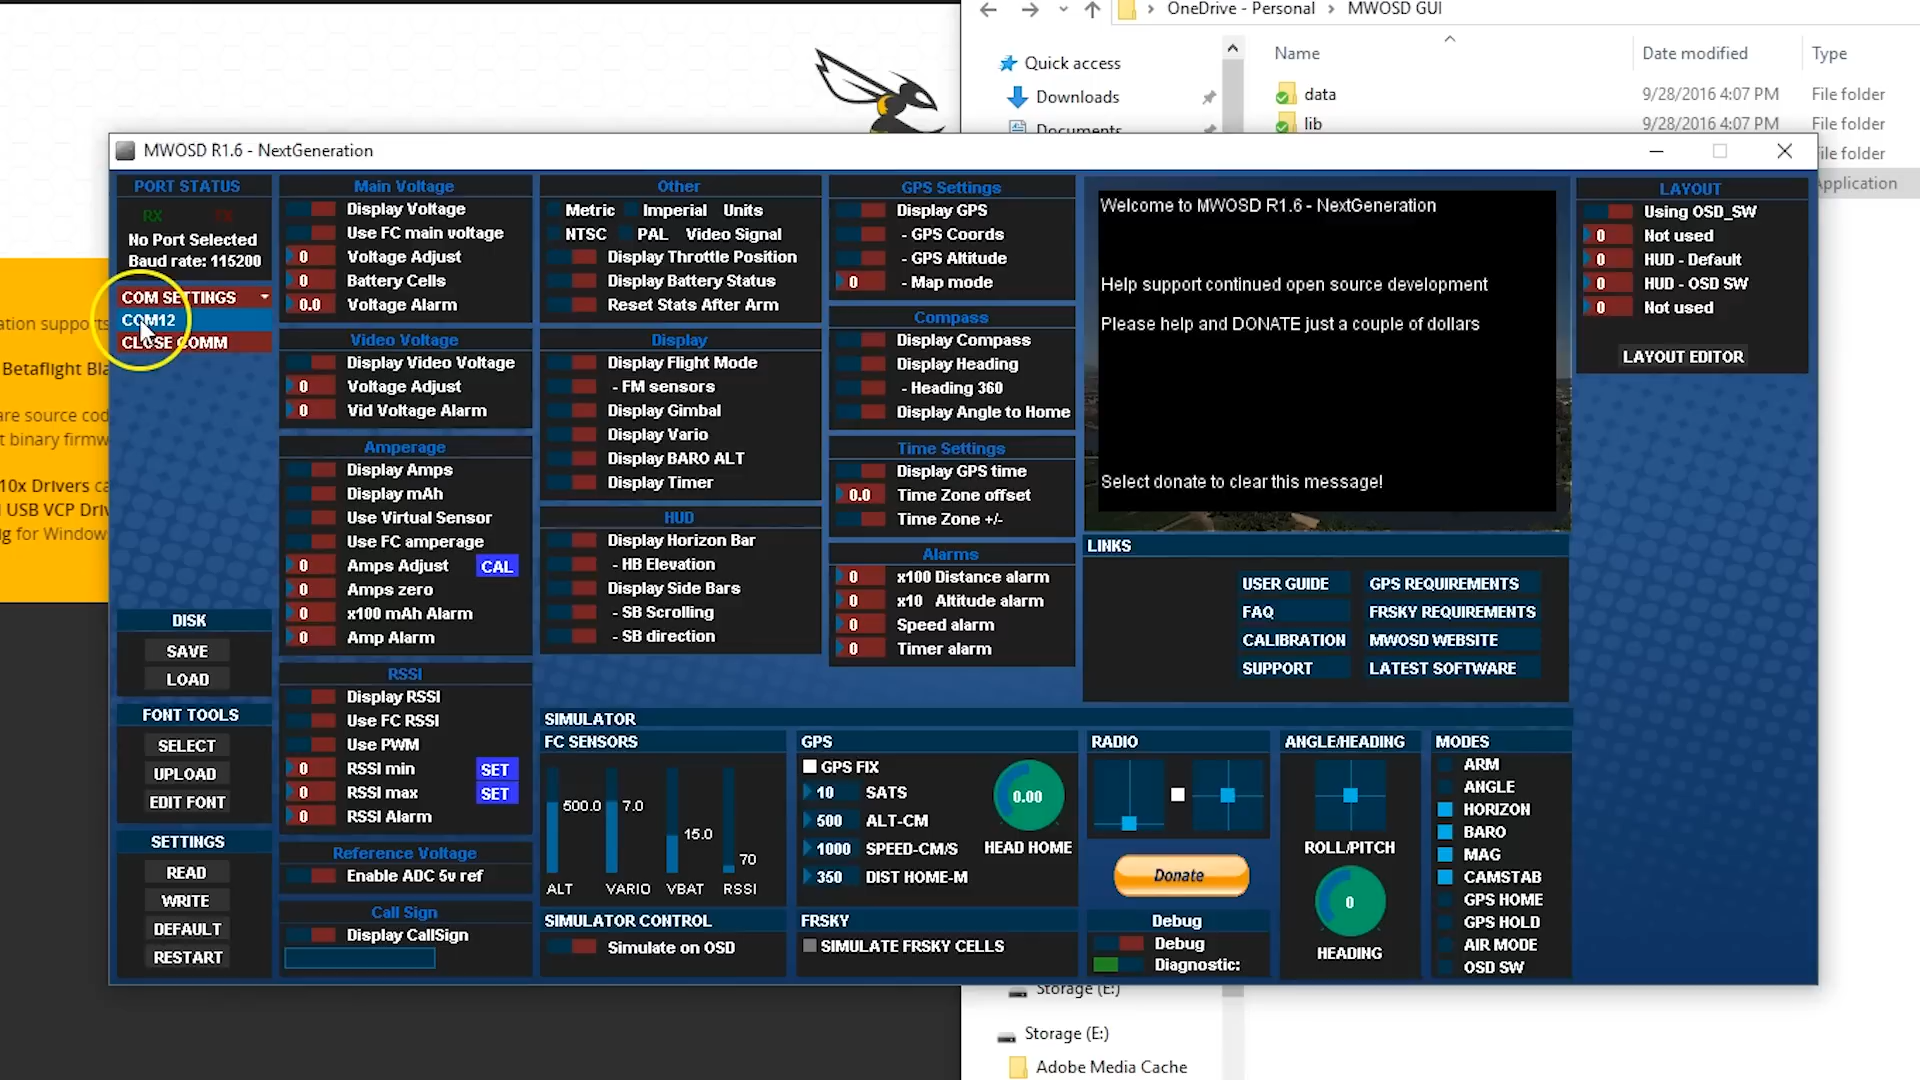 OneDrive - Personal > MWOSD GUI
Name
Date modified
Type
Quick access
Downloads
Documents
data
9/28/2016 4:07 PM
File folder
lib
9/28/2016 4:07 PM
File folder
ile folder
Application
ation supports
Betaflight Bla
are source cod
t binary firmw
10x Drivers ca
USB VCP Driv
g for Window
MWOSD R1.6 - NextGeneration
PORT STATUS
RX
TX
No Port Selected
Baud rate: 115200
COM SETTINGS
COM12
CLOSE COMM
DISK
SAVE
LOAD
FONT TOOLS
SELECT
UPLOAD
EDIT FONT
SETTINGS
READ
WRITE
DEFAULT
RESTART
Main Voltage
Display Voltage
Use FC main voltage
0 Voltage Adjust
0 Battery Cells
0.0 Voltage Alarm
Video Voltage
Display Video Voltage
0 Voltage Adjust
0 Vid Voltage Alarm
Amperage
Display Amps
Display mAh
Use Virtual Sensor
Use FC amperage
0 Amps Adjust CAL
0 Amps zero
0 x100 mAh Alarm
0 Amp Alarm
RSSI
Display RSSI
Use FC RSSI
Use PWM
0 RSSI min SET
0 RSSI max SET
0 RSSI Alarm
Reference Voltage
Enable ADC 5v ref
Call Sign
Display CallSign
Other
Metric Imperial Units
NTSC PAL Video Signal
Display Throttle Position
Display Battery Status
Reset Stats After Arm
Display
Display Flight Mode
- FM sensors
Display Gimbal
Display Vario
Display BARO ALT
Display Timer
HUD
Display Horizon Bar
- HB Elevation
Display Side Bars
- SB Scrolling
- SB direction
GPS Settings
Display GPS
- GPS Coords
- GPS Altitude
0 - Map mode
Compass
Display Compass
Display Heading
- Heading 360
Display Angle to Home
Time Settings
Display GPS time
0.0 Time Zone offset
Time Zone +/-
Alarms
0 x100 Distance alarm
0 x10 Altitude alarm
0 Speed alarm
0 Timer alarm
Welcome to MWOSD R1.6 - NextGeneration
Help support continued open source development
Please help and DONATE just a couple of dollars
Select donate to clear this message!
LINKS
USER GUIDE GPS REQUIREMENTS
FAQ FRSKY REQUIREMENTS
CALIBRATION MWOSD WEBSITE
SUPPORT LATEST SOFTWARE
LAYOUT
Using OSD_SW
0 Not used
0 HUD - Default
0 HUD - OSD SW
0 Not used
LAYOUT EDITOR
SIMULATOR
FC SENSORS
500.0 7.0
15.0
70
ALT VARIO VBAT RSSI
SIMULATOR CONTROL
Simulate on OSD
GPS
GPS FIX
10 SATS
500 ALT-CM
1000 SPEED-CM/S
350 DIST HOME-M
0.00
HEAD HOME
FRSKY
SIMULATE FRSKY CELLS
RADIO
Donate
Debug
Debug
Diagnostic:
ANGLE/HEADING
ROLL/PITCH
0
HEADING
MODES
ARM
ANGLE
HORIZON
BARO
MAG
CAMSTAB
GPS HOME
GPS HOLD
AIR MODE
OSD SW
Storage (E:)
Storage (E:)
Adobe Media Cache